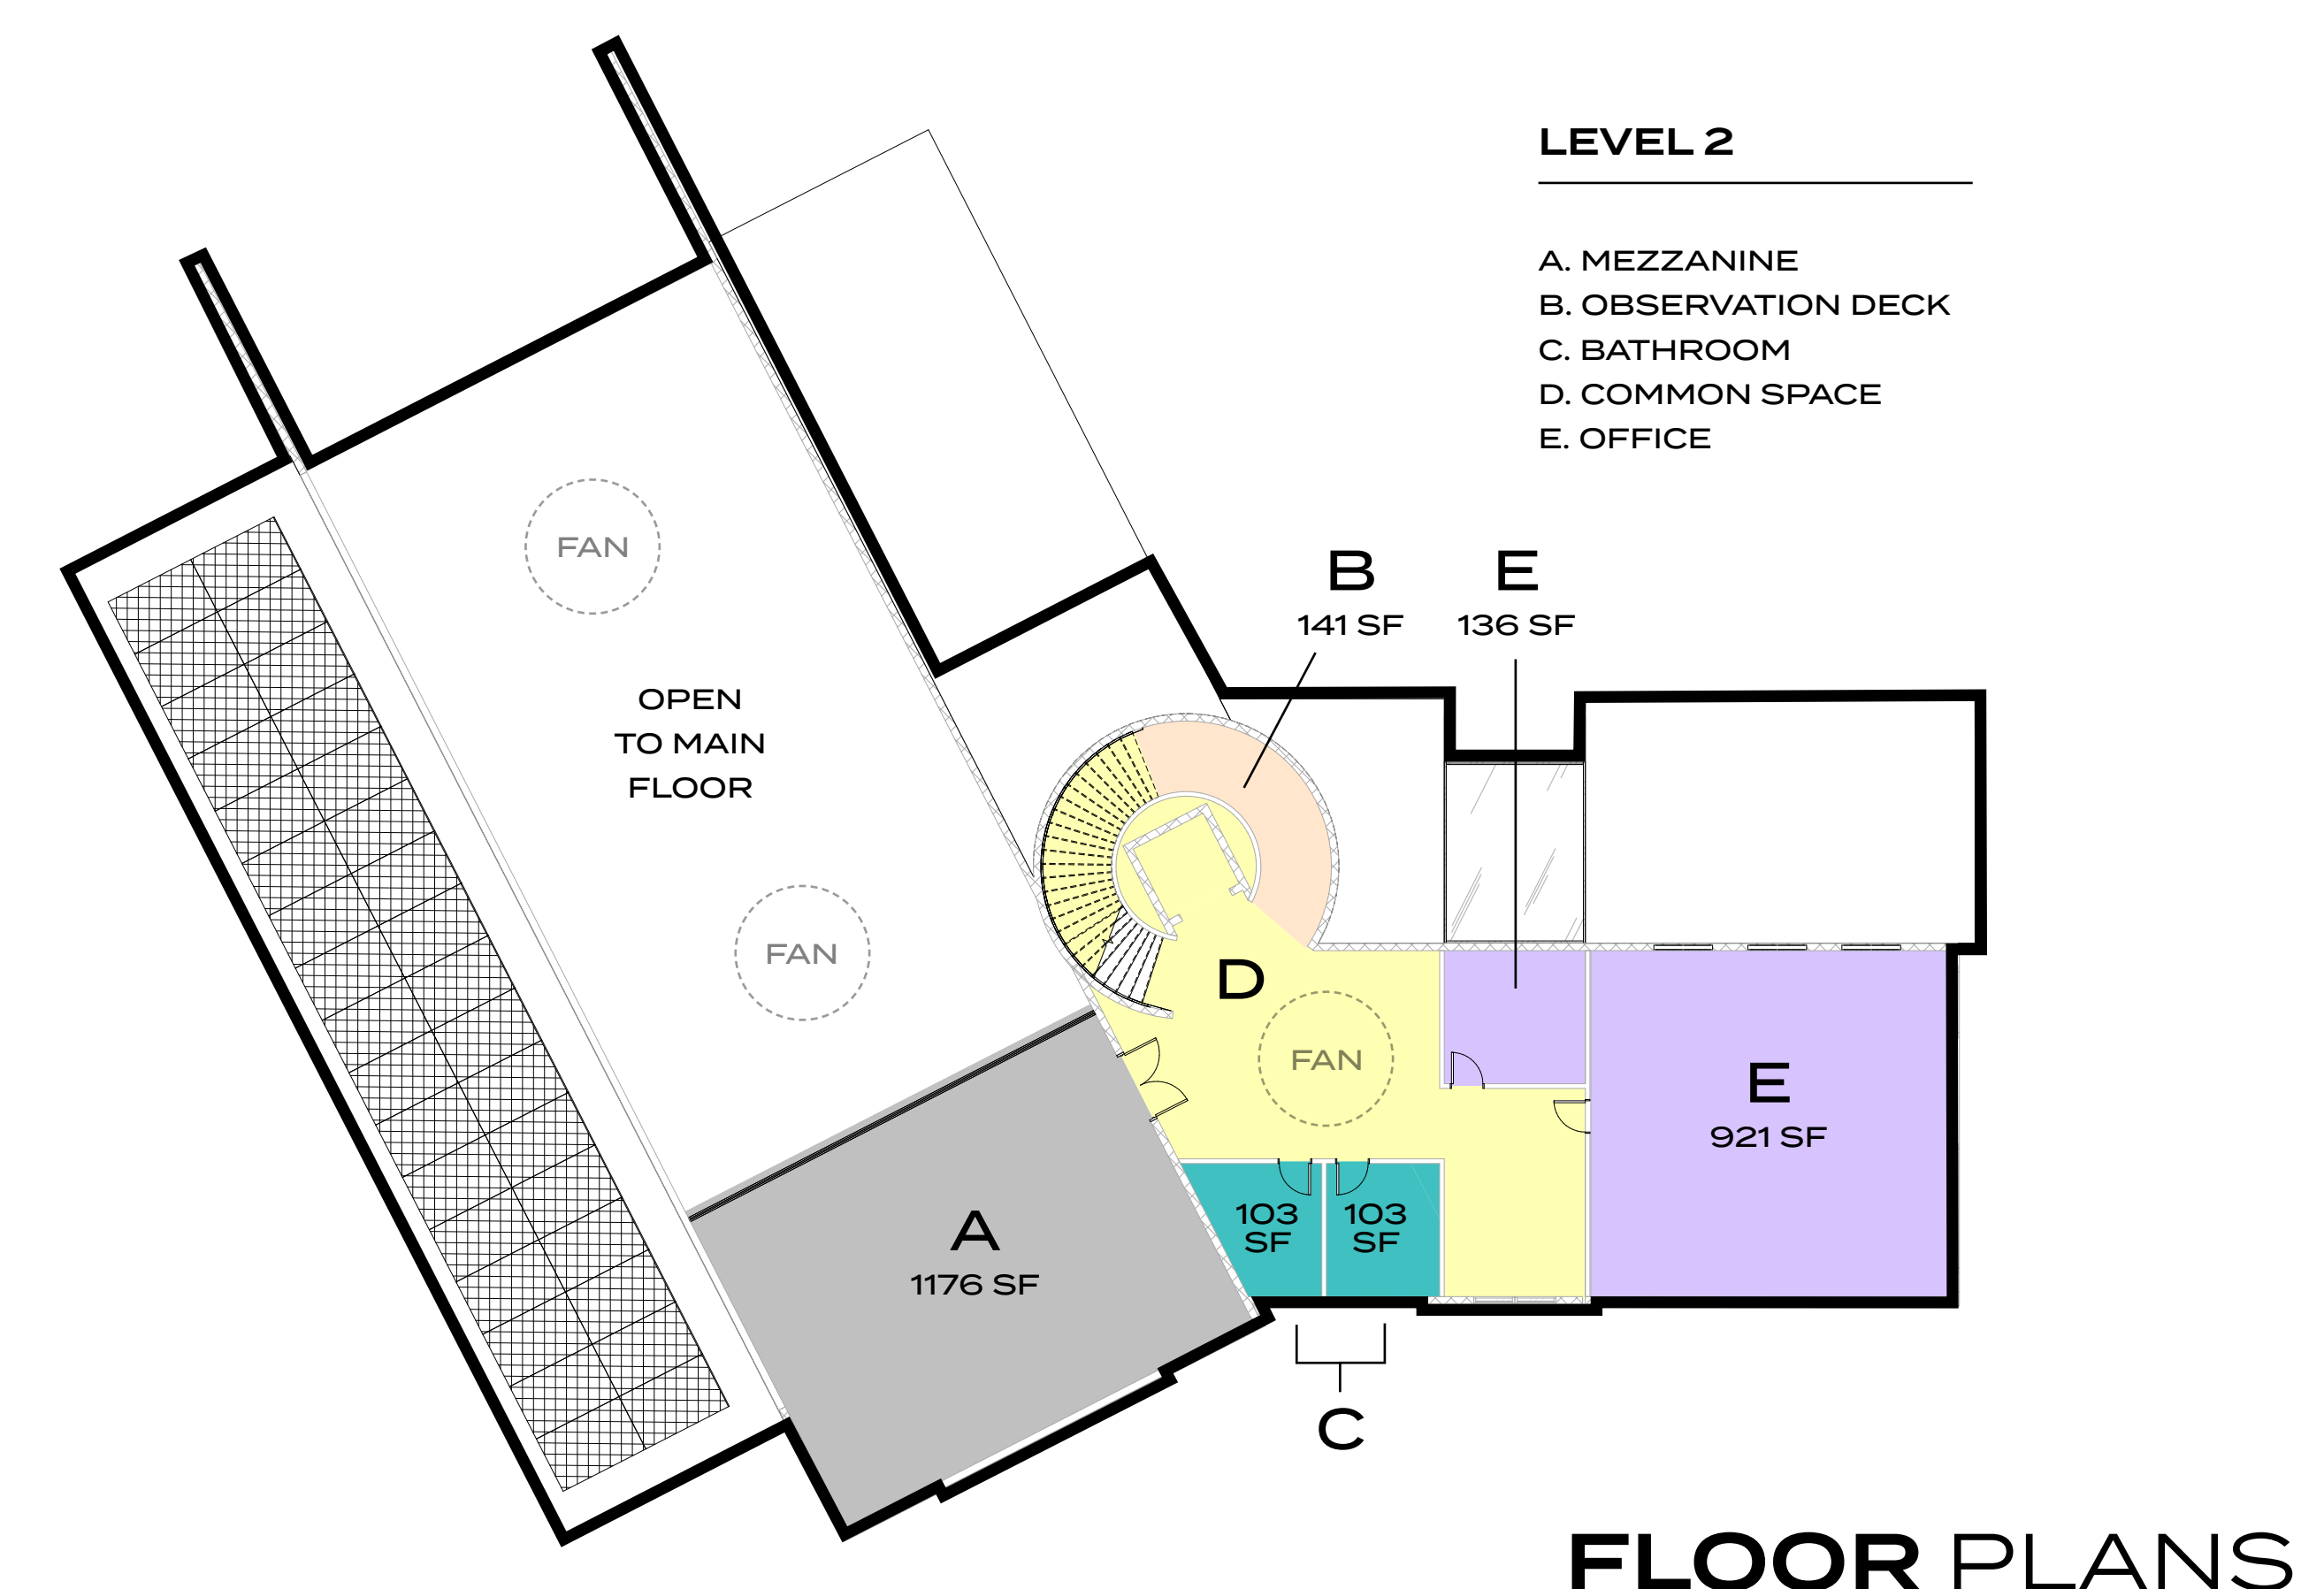 LEVEL 2
A. MEZZANINE
B. OBSERVATION DECK
C. BATHROOM
D. COMMON SPACE
E. OFFICE
FAN
OPEN
TO MAIN
FLOOR
FAN
B
141 SF
E
136 SF
D
FAN
E
921 SF
A
1176 SF
103
SF
103
SF
C
FLOOR PLANS